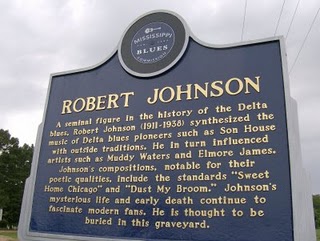 MISSISSIPPI
BLUES
COMMISSION
ROBERT JOHNSON
A seminal figure in the history of the Delta
blues, Robert Johnson (1911-1938) synthesized the
music of Delta blues pioneers such as Son House
with outside traditions. He in turn influenced
artists such as Muddy Waters and Elmore James.
Johnson's compositions, notable for their
poetic qualities, include the standards "Sweet
Home Chicago" and "Dust My Broom." Johnson's
mysterious life and early death continue to
fascinate modern fans. He is thought to be
buried in this graveyard.